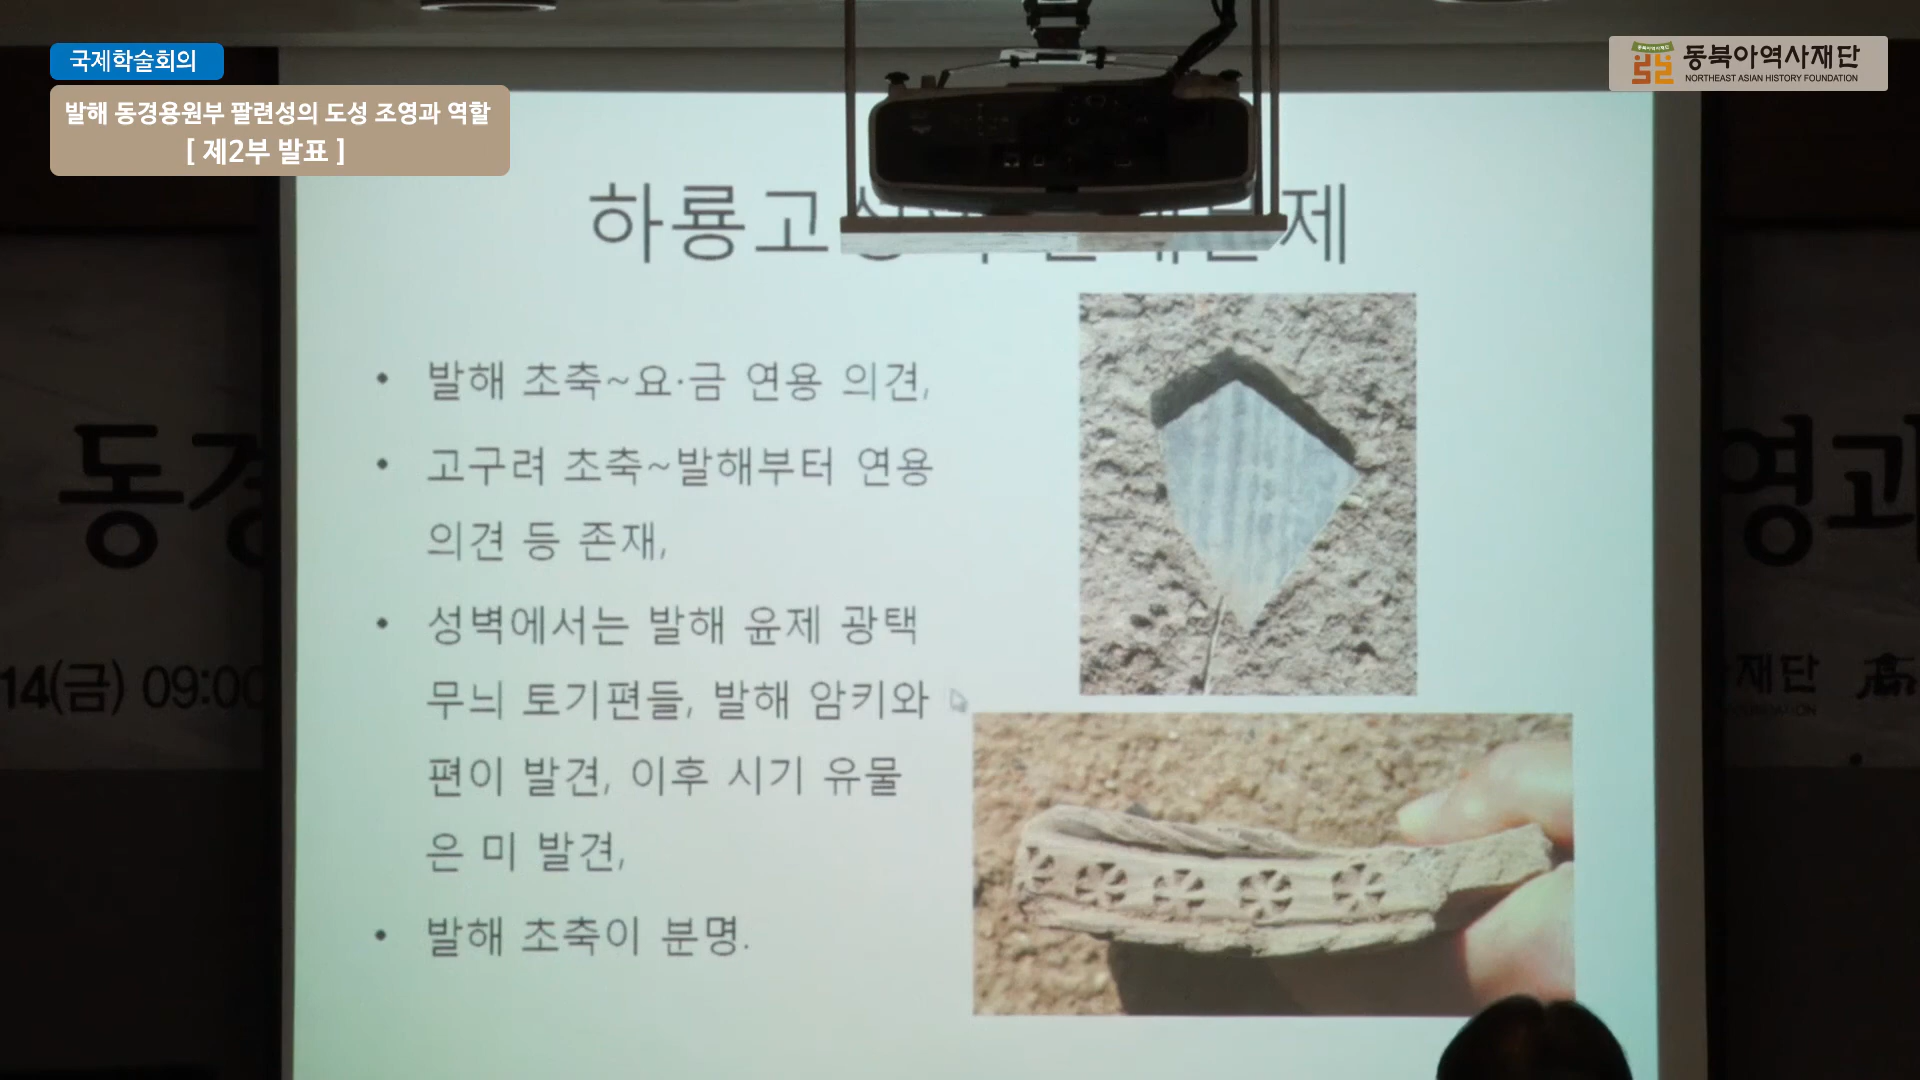 국제학술회의
발해 동경용원부 팔련성의 도성 조영과 역할
[ 제2부 발표 ]
동북아역사재단
NORTHEAST ASIAN HISTORY FOUNDATION
하룡고 제
• 발해 초축~요·금 연용 의견,
• 고구려 초축~발해부터 연용
의견 등 존재,
• 성벽에서는 발해 윤제 광택
무늬 토기편들, 발해 암키와
편이 발견, 이후 시기 유물
은 미 발견,
• 발해 초축이 분명.
동경
14(금) 09:00
영과
재단 高